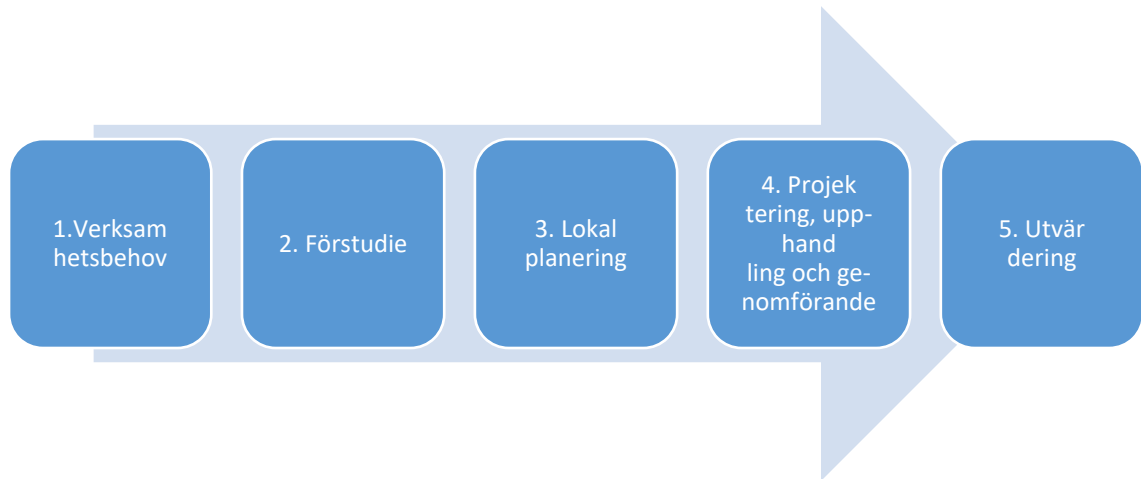 1.Verksam
hetsbehov
2. Förstudie
3. Lokal
planering
4. Projek
tering, upp-
hand
ling och ge-
nomförande
5. Utvär
dering